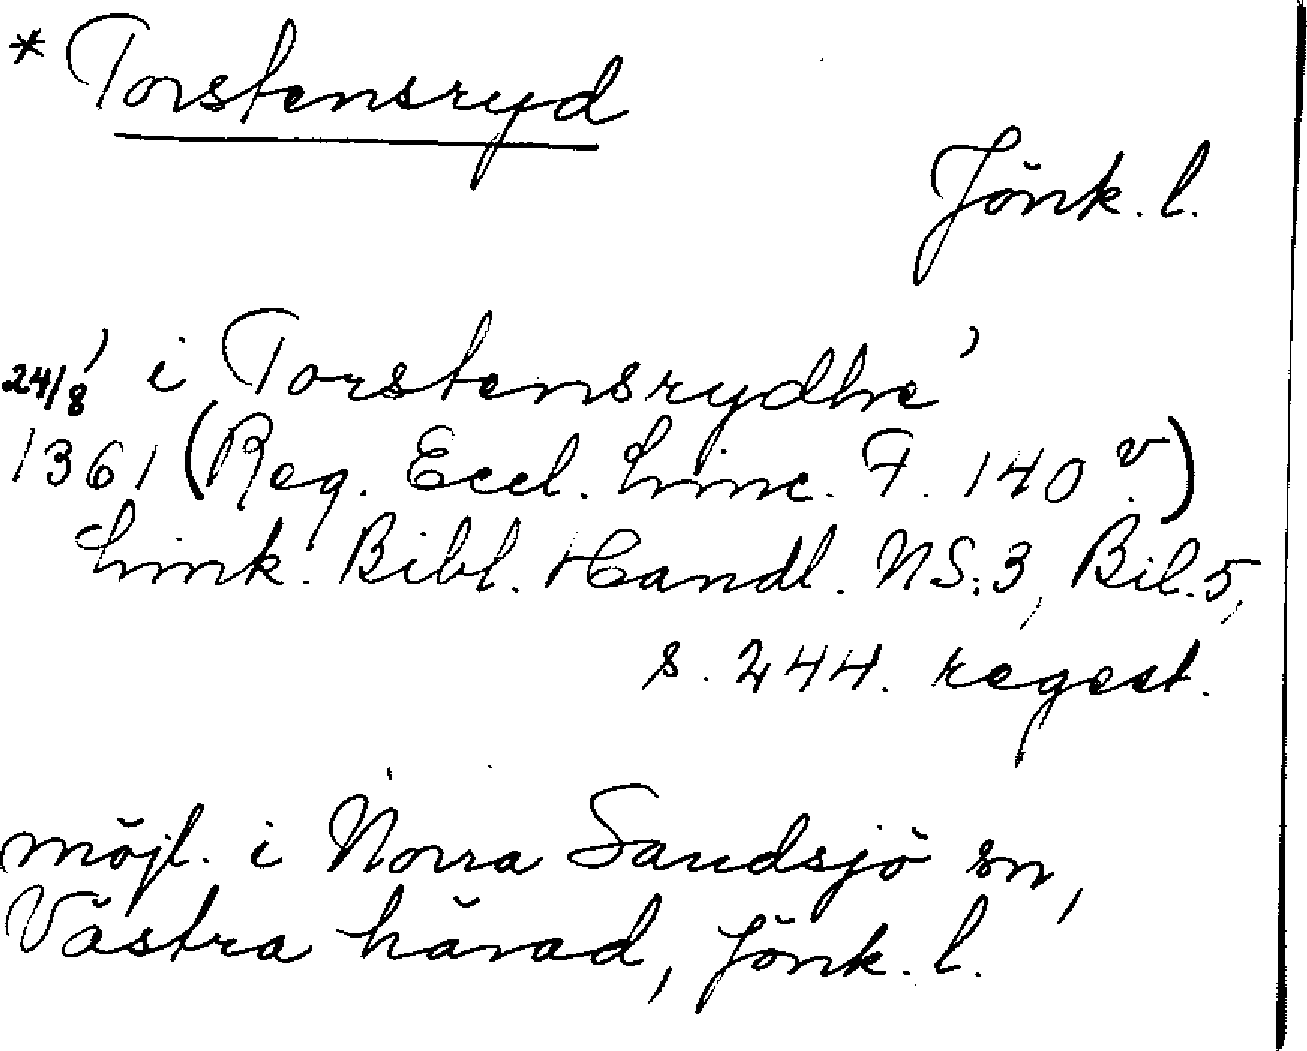 * Torstensryd
Jönk. l.
24/8 ' i Torstensrydhe'
1361 (Reg. Eccl. Linc. F. 140 v.)
Link. Bibl. Handl. NS:3, Bil. 5,
s. 244. regest.
möjl. i Norra Sandsjö sn,
Västra härad, Jönk. l.